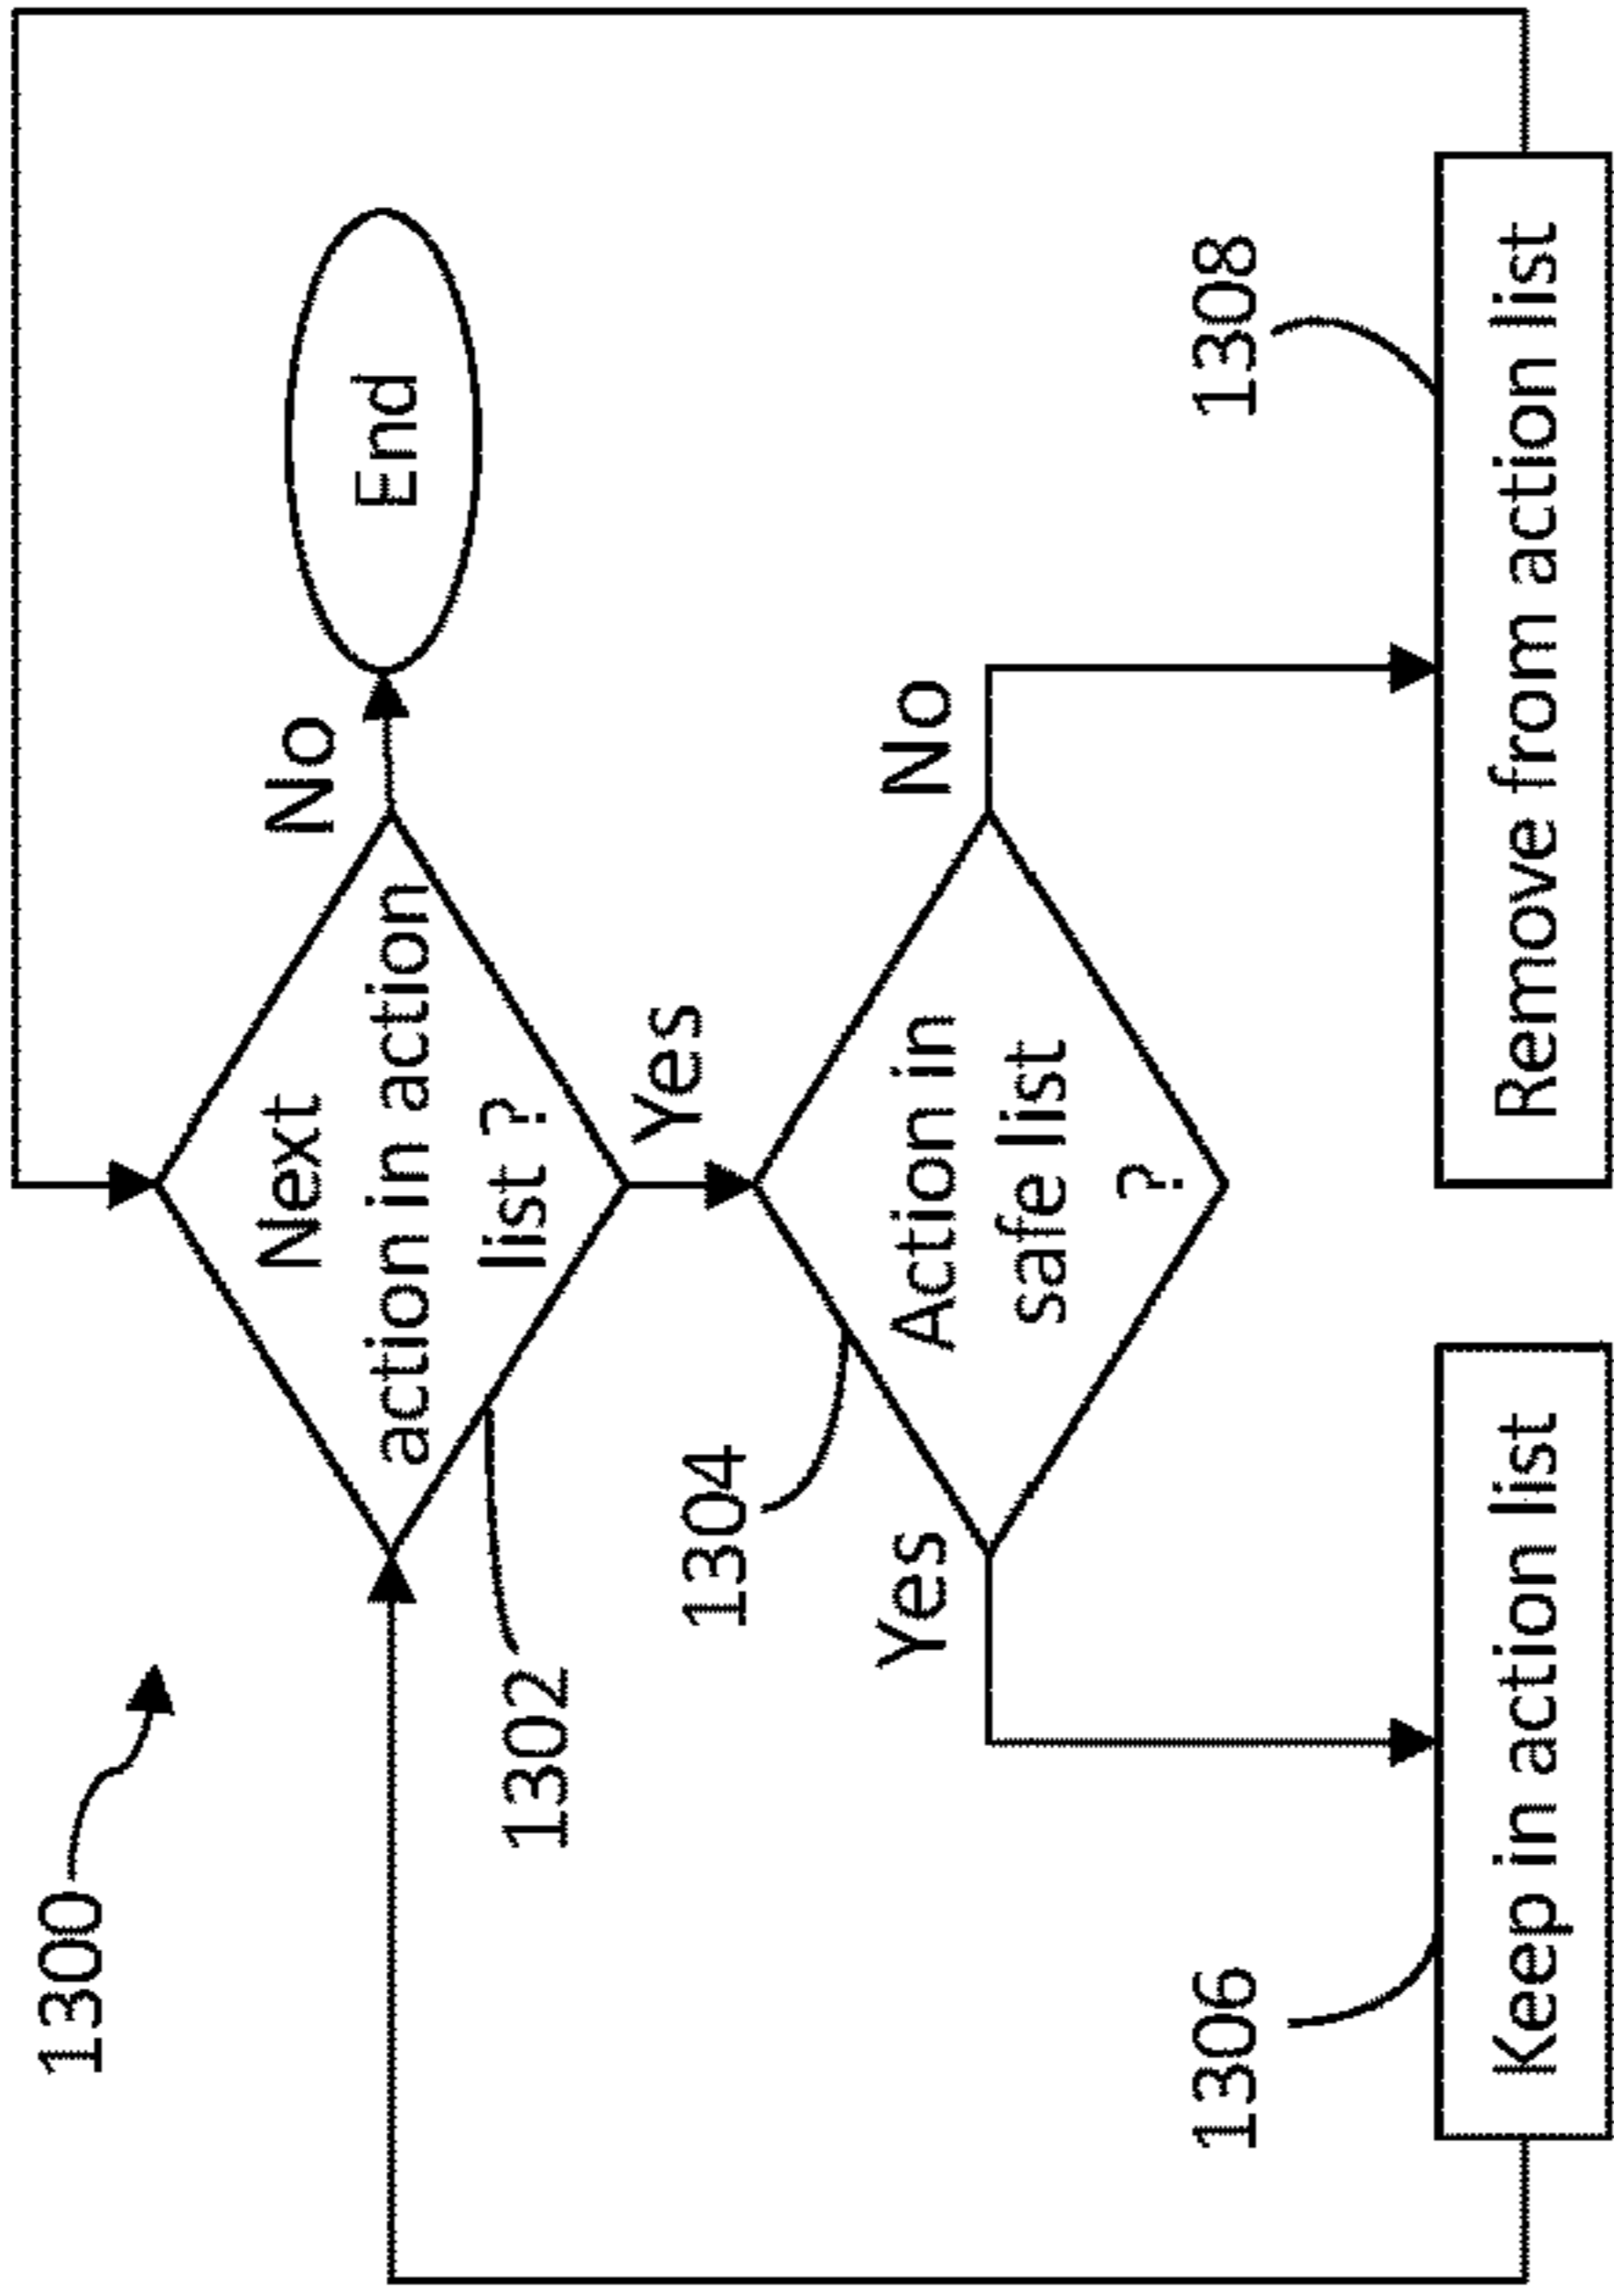 1300
Next
action in action
list ?
No
End
1302
Yes
1304
Action in
safe list
?
Yes
No
1306
1308
Keep in action list
Remove from action list